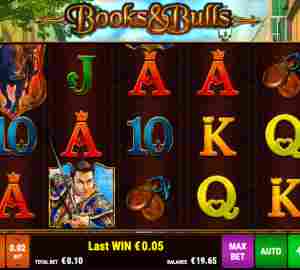 Books&Bulls
J A A
10 10 K K
A Q Q
0.02
BET
TOTAL BET €0.10
Last WIN €0.05
BALANCE €19.65
MAX
BET
AUTO